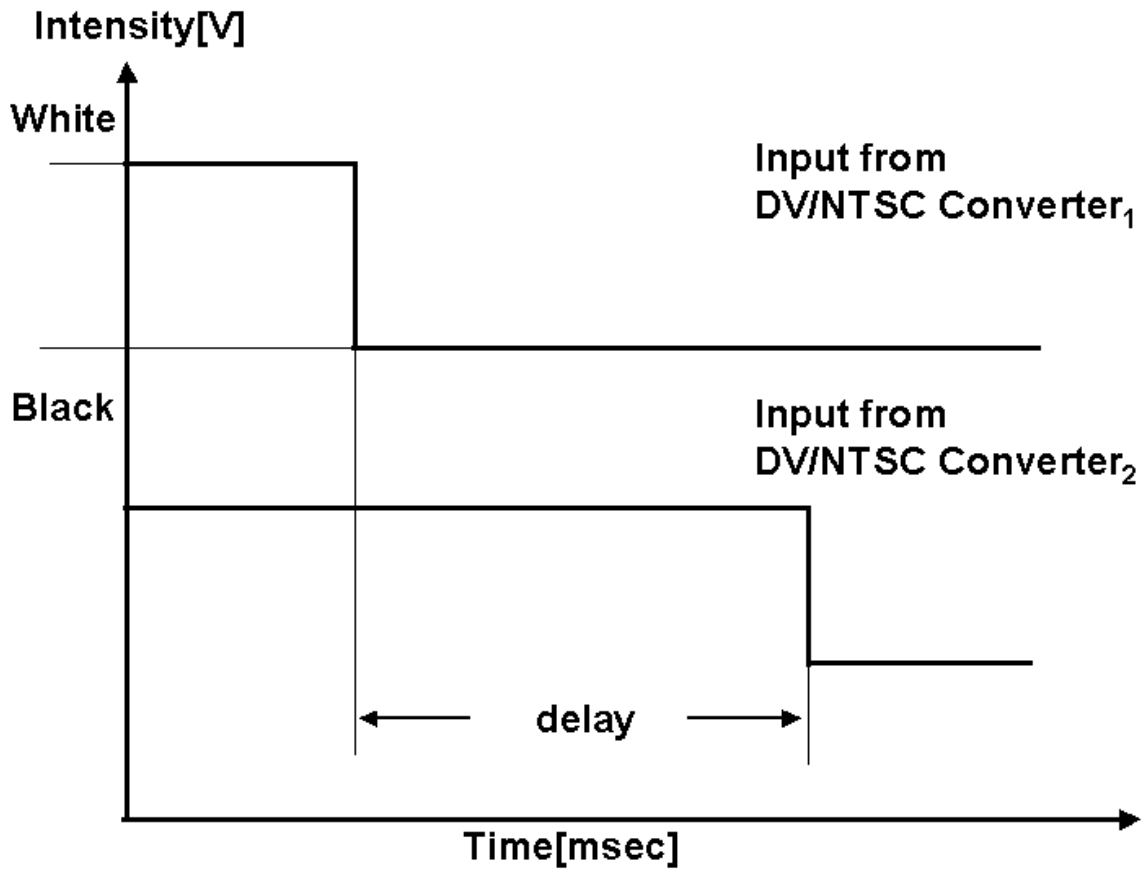 Intensity[V]
White
Input from
DV/NTSC Converter₁
Black
Input from
DV/NTSC Converter₂
delay
Time[msec]